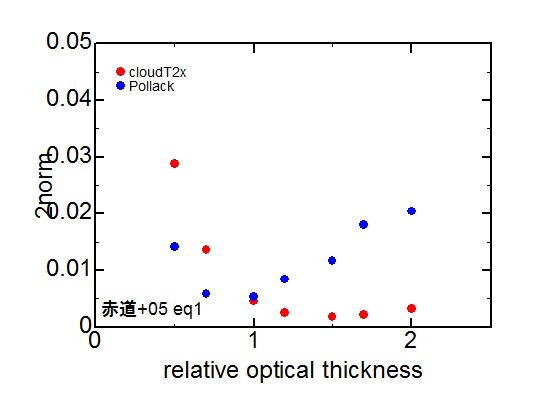 0.05
0.04
0.03
0.02
0.01
0
2norm
cloudT2x
Pollack
赤道+05 eq1
0 1 2
relative optical thickness